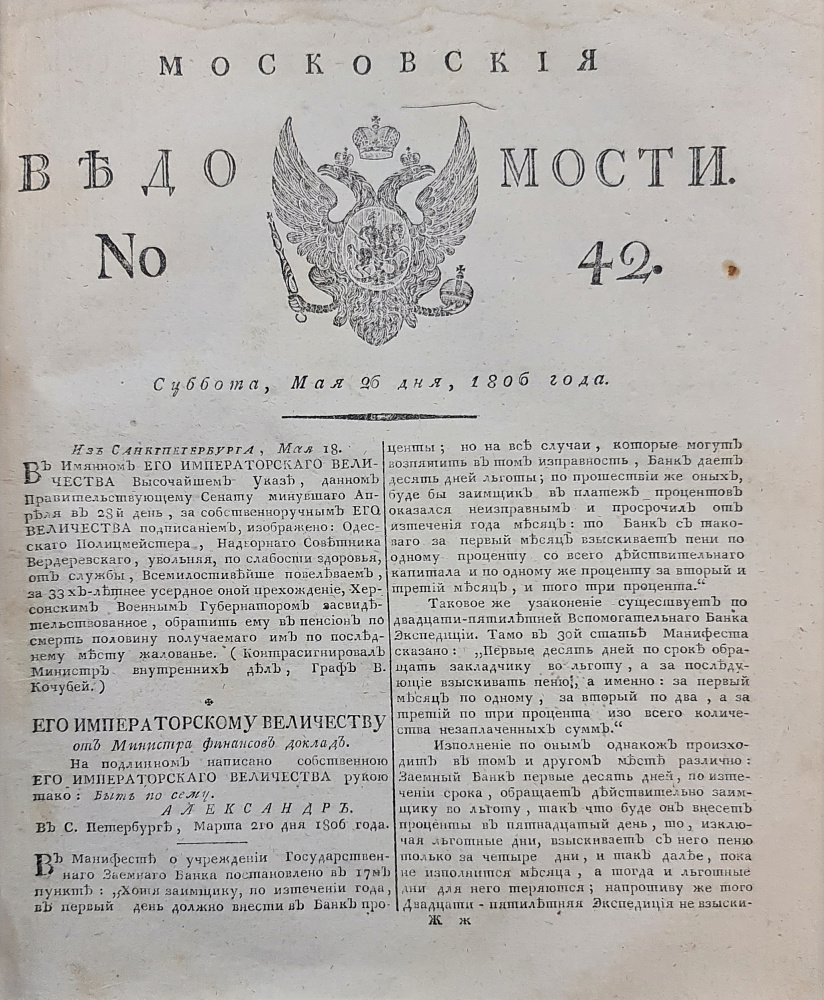 МОСКОВСКІЯ
ВѢДОМОСТИ.
No 42.
Суббота, Мая 26 дня, 1806 года.
Изъ Санктпетербурга, Мая 18.
Въ Имянномъ ЕГО ИМПЕРАТОРСКАГО ВЕЛИ-
ЧЕСТВА Высочайшемъ Указѣ, данномъ
Правительствующему Сенату минувшаго Ап-
рѣля въ 28й день, за собственноручнымъ ЕГО
ВЕЛИЧЕСТВА подписаніемъ, изображено: Одес-
скаго Полицмейстера, Надворнаго Совѣтника
Вердеревскаго, увольняя, по слабости здоровья,
отъ службы, Всемилостивѣйше повелѣваемъ,
за 33хъ-лѣтнее усердное оной прехожденіе, Хер-
сонскимъ Военнымъ Губернаторомъ засвидѣ-
тельствованное, обратить ему въ пенсіонъ по
смерть половину получаемаго имъ по послѣд-
нему мѣсту жалованье. (Контрасигнировалъ
Министръ внутреннихъ дѣлъ, Графъ В.
Кочубей.)
ЕГО ИМПЕРАТОРСКОМУ ВЕЛИЧЕСТВУ
отъ Министра финансовъ докладъ.
На подлинномъ написано собственною
ЕГО ИМПЕРАТОРСКАГО ВЕЛИЧЕСТВА рукою
тако: Быть по сему.
АЛЕКСАНДРЪ.
Въ С. Петербургѣ, Марта 21го дня 1806 года.
Въ Манифестѣ о учрежденіи Государствен-
наго Заемнаго Банка постановлено въ 17мъ
пунктѣ: „Хотя заимщику, по изтеченіи года,
въ первый день должно внести въ Банкъ про-
центы; но на всѣ случаи, которые могутъ
возпятить въ томъ изправность, Банкъ даетъ
десять дней льготы; по прошествіи же оныхъ,
буде бы заимщикъ въ платежѣ процентовъ
оказался неизправнымъ и просрочилъ отъ
изтеченія года мѣсяцъ: то Банкъ съ тако-
ваго за первый мѣсяцъ взыскиваетъ пени по
одному проценту со всего дѣйствительнаго
капитала и по одному же проценту за вторый и
третій мѣсяцъ, и того три процента.“
Таковое же узаконеніе существуетъ по
двадцати-пятилѣтней Вспомогательнаго Банка
Экспедиціи. Тамо въ 30й статьѣ Манифеста
сказано: „Первые десять дней по срокѣ обра-
щать закладчику во льготу, а за послѣду-
ющіе взыскивать пеню, а именно: за первый
мѣсяцъ по одному, за вторый по два, а за
третій по три процента изо всего количе-
ства незаплаченныхъ суммъ.“
Изполненіе по онымъ однакожъ произхо-
дитъ въ томъ и другомъ мѣстѣ различно:
Заемный Банкъ первые десять дней, по изте-
ченіи срока, обращаетъ дѣйствительно заим-
щику во льготу, такъ что буде онъ внесетъ
проценты въ пятнадцатый день, то, изклю-
чая льготные дни, взыскиваетъ съ него пеню
только за четыре дни, и такъ далѣе, пока
не изполнится мѣсяца, а тогда и льготные
дни для него теряются; напротиву же того
Двадцати-пятилѣтняя Экспедиція не взыски-
Ж ж